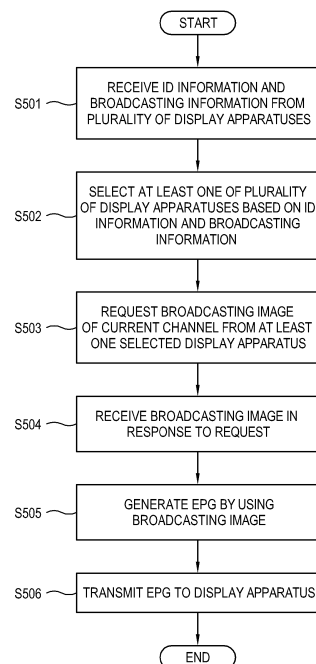 START
S501
RECEIVE ID INFORMATION AND
BROADCASTING INFORMATION FROM
PLURALITY OF DISPLAY APPARATUSES
S502
SELECT AT LEAST ONE OF PLURALITY
OF DISPLAY APPARATUSES BASED ON ID
INFORMATION AND BROADCASTING
INFORMATION
S503
REQUEST BROADCASTING IMAGE
OF CURRENT CHANNEL FROM AT LEAST
ONE SELECTED DISPLAY APPARATUS
S504
RECEIVE BROADCASTING IMAGE IN
RESPONSE TO REQUEST
S505
GENERATE EPG BY USING
BROADCASTING IMAGE
S506
TRANSMIT EPG TO DISPLAY APPARATUS
END